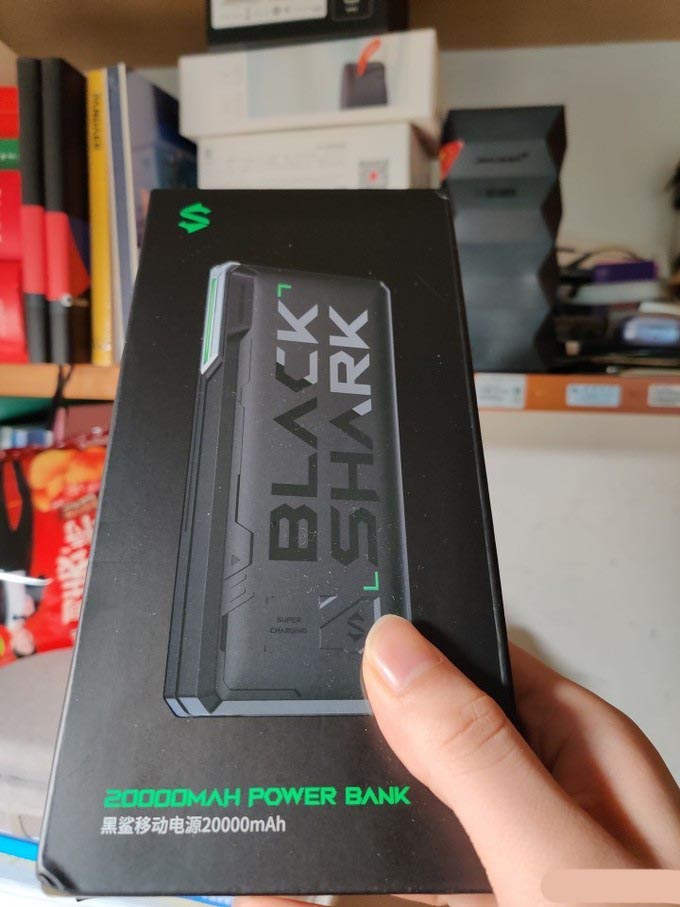 BLACK
SHARK
SUPER
CHARGING
20000MAH POWER BANK
黑鲨移动电源20000mAh